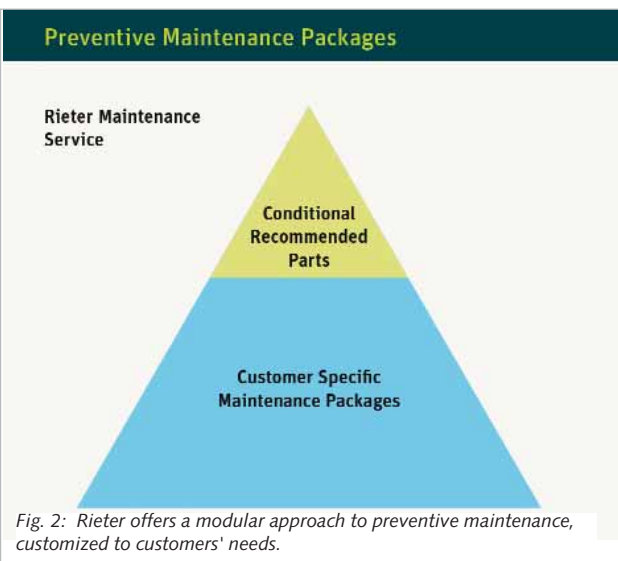 Preventive Maintenance Packages
Rieter Maintenance
Service
Conditional
Recommended
Parts
Customer Specific
Maintenance Packages
Fig. 2: Rieter offers a modular approach to preventive maintenance,
customized to customers' needs.